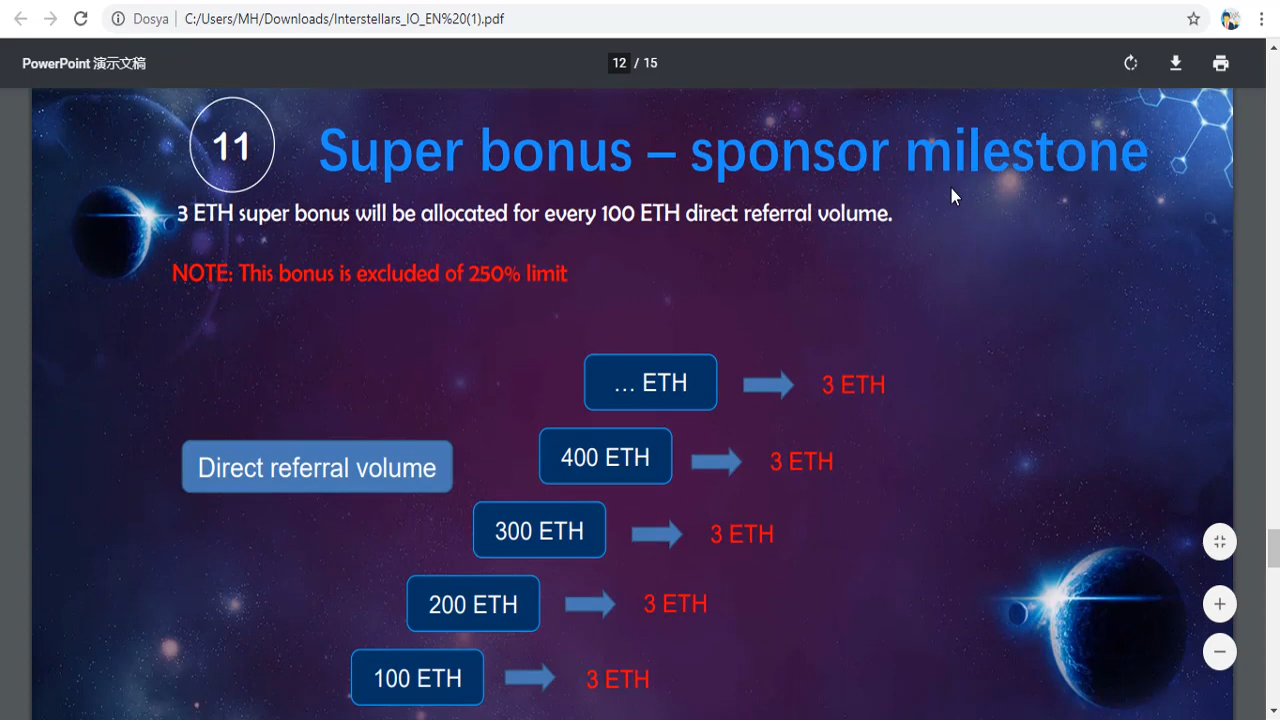 Dosya
C:/Users/MH/Downloads/Interstellars_IO_EN%20(1).pdf
PowerPoint 演示文稿
12 / 15
11
Super bonus – sponsor milestone
3 ETH super bonus will be allocated for every 100 ETH direct referral volume.
NOTE: This bonus is excluded of 250% limit
... ETH
3 ETH
400 ETH
3 ETH
Direct referral volume
300 ETH
3 ETH
200 ETH
3 ETH
100 ETH
3 ETH